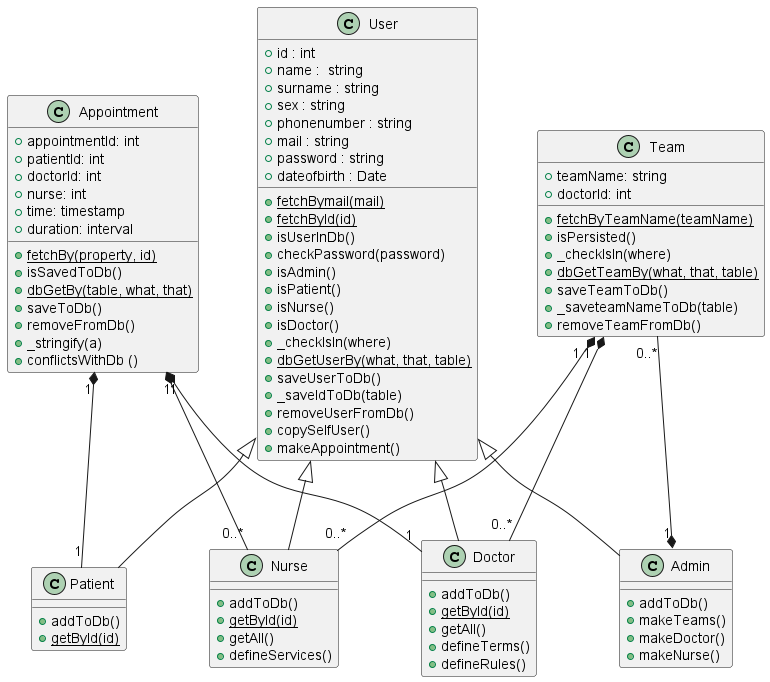 C User
+ id : int
name :  string
surname : string
sex : string
phonenumber : string
mail : string
password : string
dateofbirth : Date
fetchBymail(mail)
fetchById(id)
isUserInDb()
checkPassword(password)
isAdmin()
isPatient()
isNurse()
isDoctor()
_checkIsIn(where)
dbGetUserBy(what, that, table)
saveUserToDb()
_saveIdToDb(table)
removeUserFromDb()
copySelfUser()
makeAppointment()
C Appointment
appointmentId: int
patientId: int
doctorId: int
nurse: int
time: timestamp
duration: interval
fetchBy(property, id)
isSavedToDb()
dbGetBy(table, what, that)
saveToDb()
removeFromDb()
_stringify(a)
conflictsWithDb ()
C Team
teamName: string
doctorId: int
fetchByTeamName(teamName)
isPersisted()
_checkIsIn(where)
dbGetTeamBy(what, that, table)
saveTeamToDb()
_saveteamNameToDb(table)
removeTeamFromDb()
1
1
1
1
1
0..*
0..*
0..*
1
0..*
1
1
C Patient
addToDb()
getById(id)
C Nurse
addToDb()
getById(id)
getAll()
defineServices()
C Doctor
addToDb()
getById(id)
getAll()
defineTerms()
defineRules()
C Admin
addToDb()
makeTeams()
makeDoctor()
makeNurse()